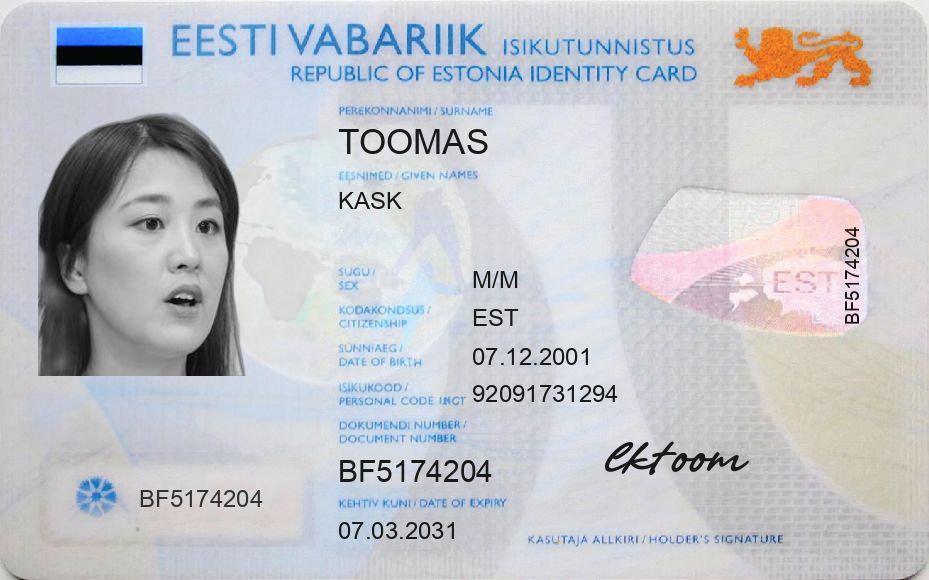 EESTI VABARIIK ISIKUTUNNISTUS
REPUBLIC OF ESTONIA IDENTITY CARD
PEREKONNANIMI / SURNAME
TOOMAS
EESNIMED / GIVEN NAMES
KASK
SUGU /
SEX
M/M
KODAKONDSUS /
CITIZENSHIP
EST
SÜNNIAEG /
DATE OF BIRTH
07.12.2001
ISIKUKOOD /
PERSONAL CODE
92091731294
DOKUMENDI NUMBER /
DOCUMENT NUMBER
BF5174204
KEHTIV KUNI / DATE OF EXPIRY
07.03.2031
BF5174204
EST
BF5174204
lktoom
KASUTAJA ALLKIRI / HOLDER'S SIGNATURE